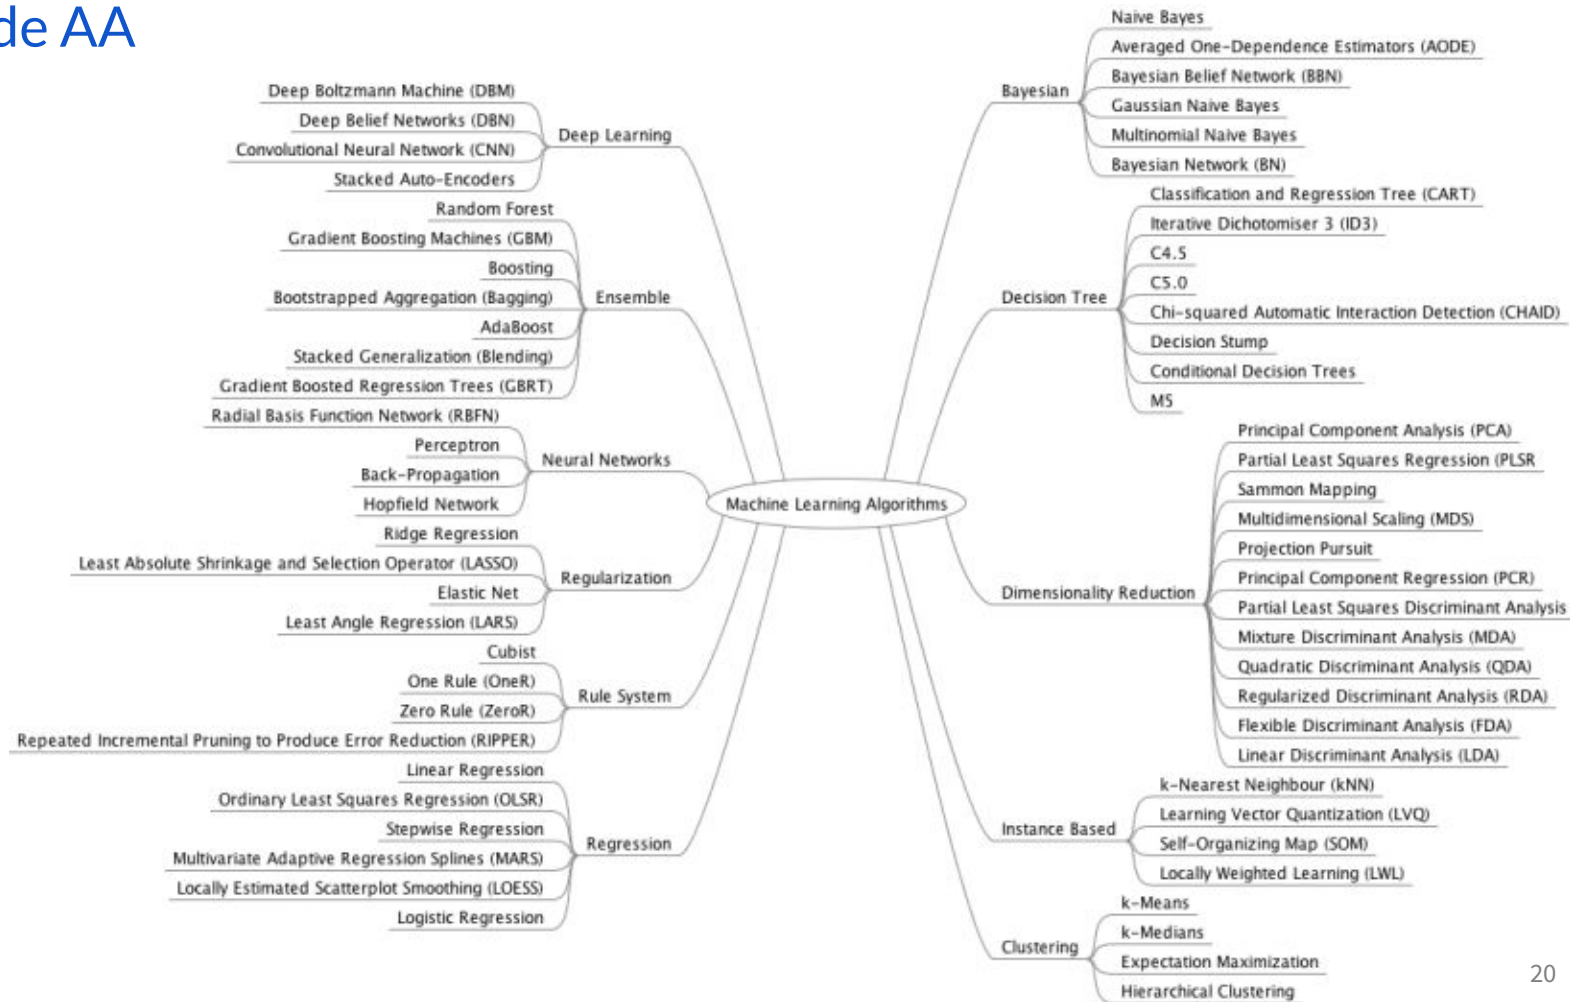 de AA
Deep Boltzmann Machine (DBM)
Deep Belief Networks (DBN)
Convolutional Neural Network (CNN)
Stacked Auto-Encoders
Deep Learning
Random Forest
Gradient Boosting Machines (GBM)
Boosting
Bootstrapped Aggregation (Bagging)
AdaBoost
Stacked Generalization (Blending)
Gradient Boosted Regression Trees (GBRT)
Ensemble
Radial Basis Function Network (RBFN)
Perceptron
Back-Propagation
Hopfield Network
Neural Networks
Ridge Regression
Least Absolute Shrinkage and Selection Operator (LASSO)
Elastic Net
Least Angle Regression (LARS)
Regularization
Cubist
One Rule (OneR)
Zero Rule (ZeroR)
Repeated Incremental Pruning to Produce Error Reduction (RIPPER)
Rule System
Linear Regression
Ordinary Least Squares Regression (OLSR)
Stepwise Regression
Multivariate Adaptive Regression Splines (MARS)
Locally Estimated Scatterplot Smoothing (LOESS)
Logistic Regression
Regression
Machine Learning Algorithms
Bayesian
Naive Bayes
Averaged One-Dependence Estimators (AODE)
Bayesian Belief Network (BBN)
Gaussian Naive Bayes
Multinomial Naive Bayes
Bayesian Network (BN)
Decision Tree
Classification and Regression Tree (CART)
Iterative Dichotomiser 3 (ID3)
C4.5
C5.0
Chi-squared Automatic Interaction Detection (CHAID)
Decision Stump
Conditional Decision Trees
M5
Dimensionality Reduction
Principal Component Analysis (PCA)
Partial Least Squares Regression (PLSR
Sammon Mapping
Multidimensional Scaling (MDS)
Projection Pursuit
Principal Component Regression (PCR)
Partial Least Squares Discriminant Analysis
Mixture Discriminant Analysis (MDA)
Quadratic Discriminant Analysis (QDA)
Regularized Discriminant Analysis (RDA)
Flexible Discriminant Analysis (FDA)
Linear Discriminant Analysis (LDA)
Instance Based
k-Nearest Neighbour (kNN)
Learning Vector Quantization (LVQ)
Self-Organizing Map (SOM)
Locally Weighted Learning (LWL)
Clustering
k-Means
k-Medians
Expectation Maximization
Hierarchical Clustering
20